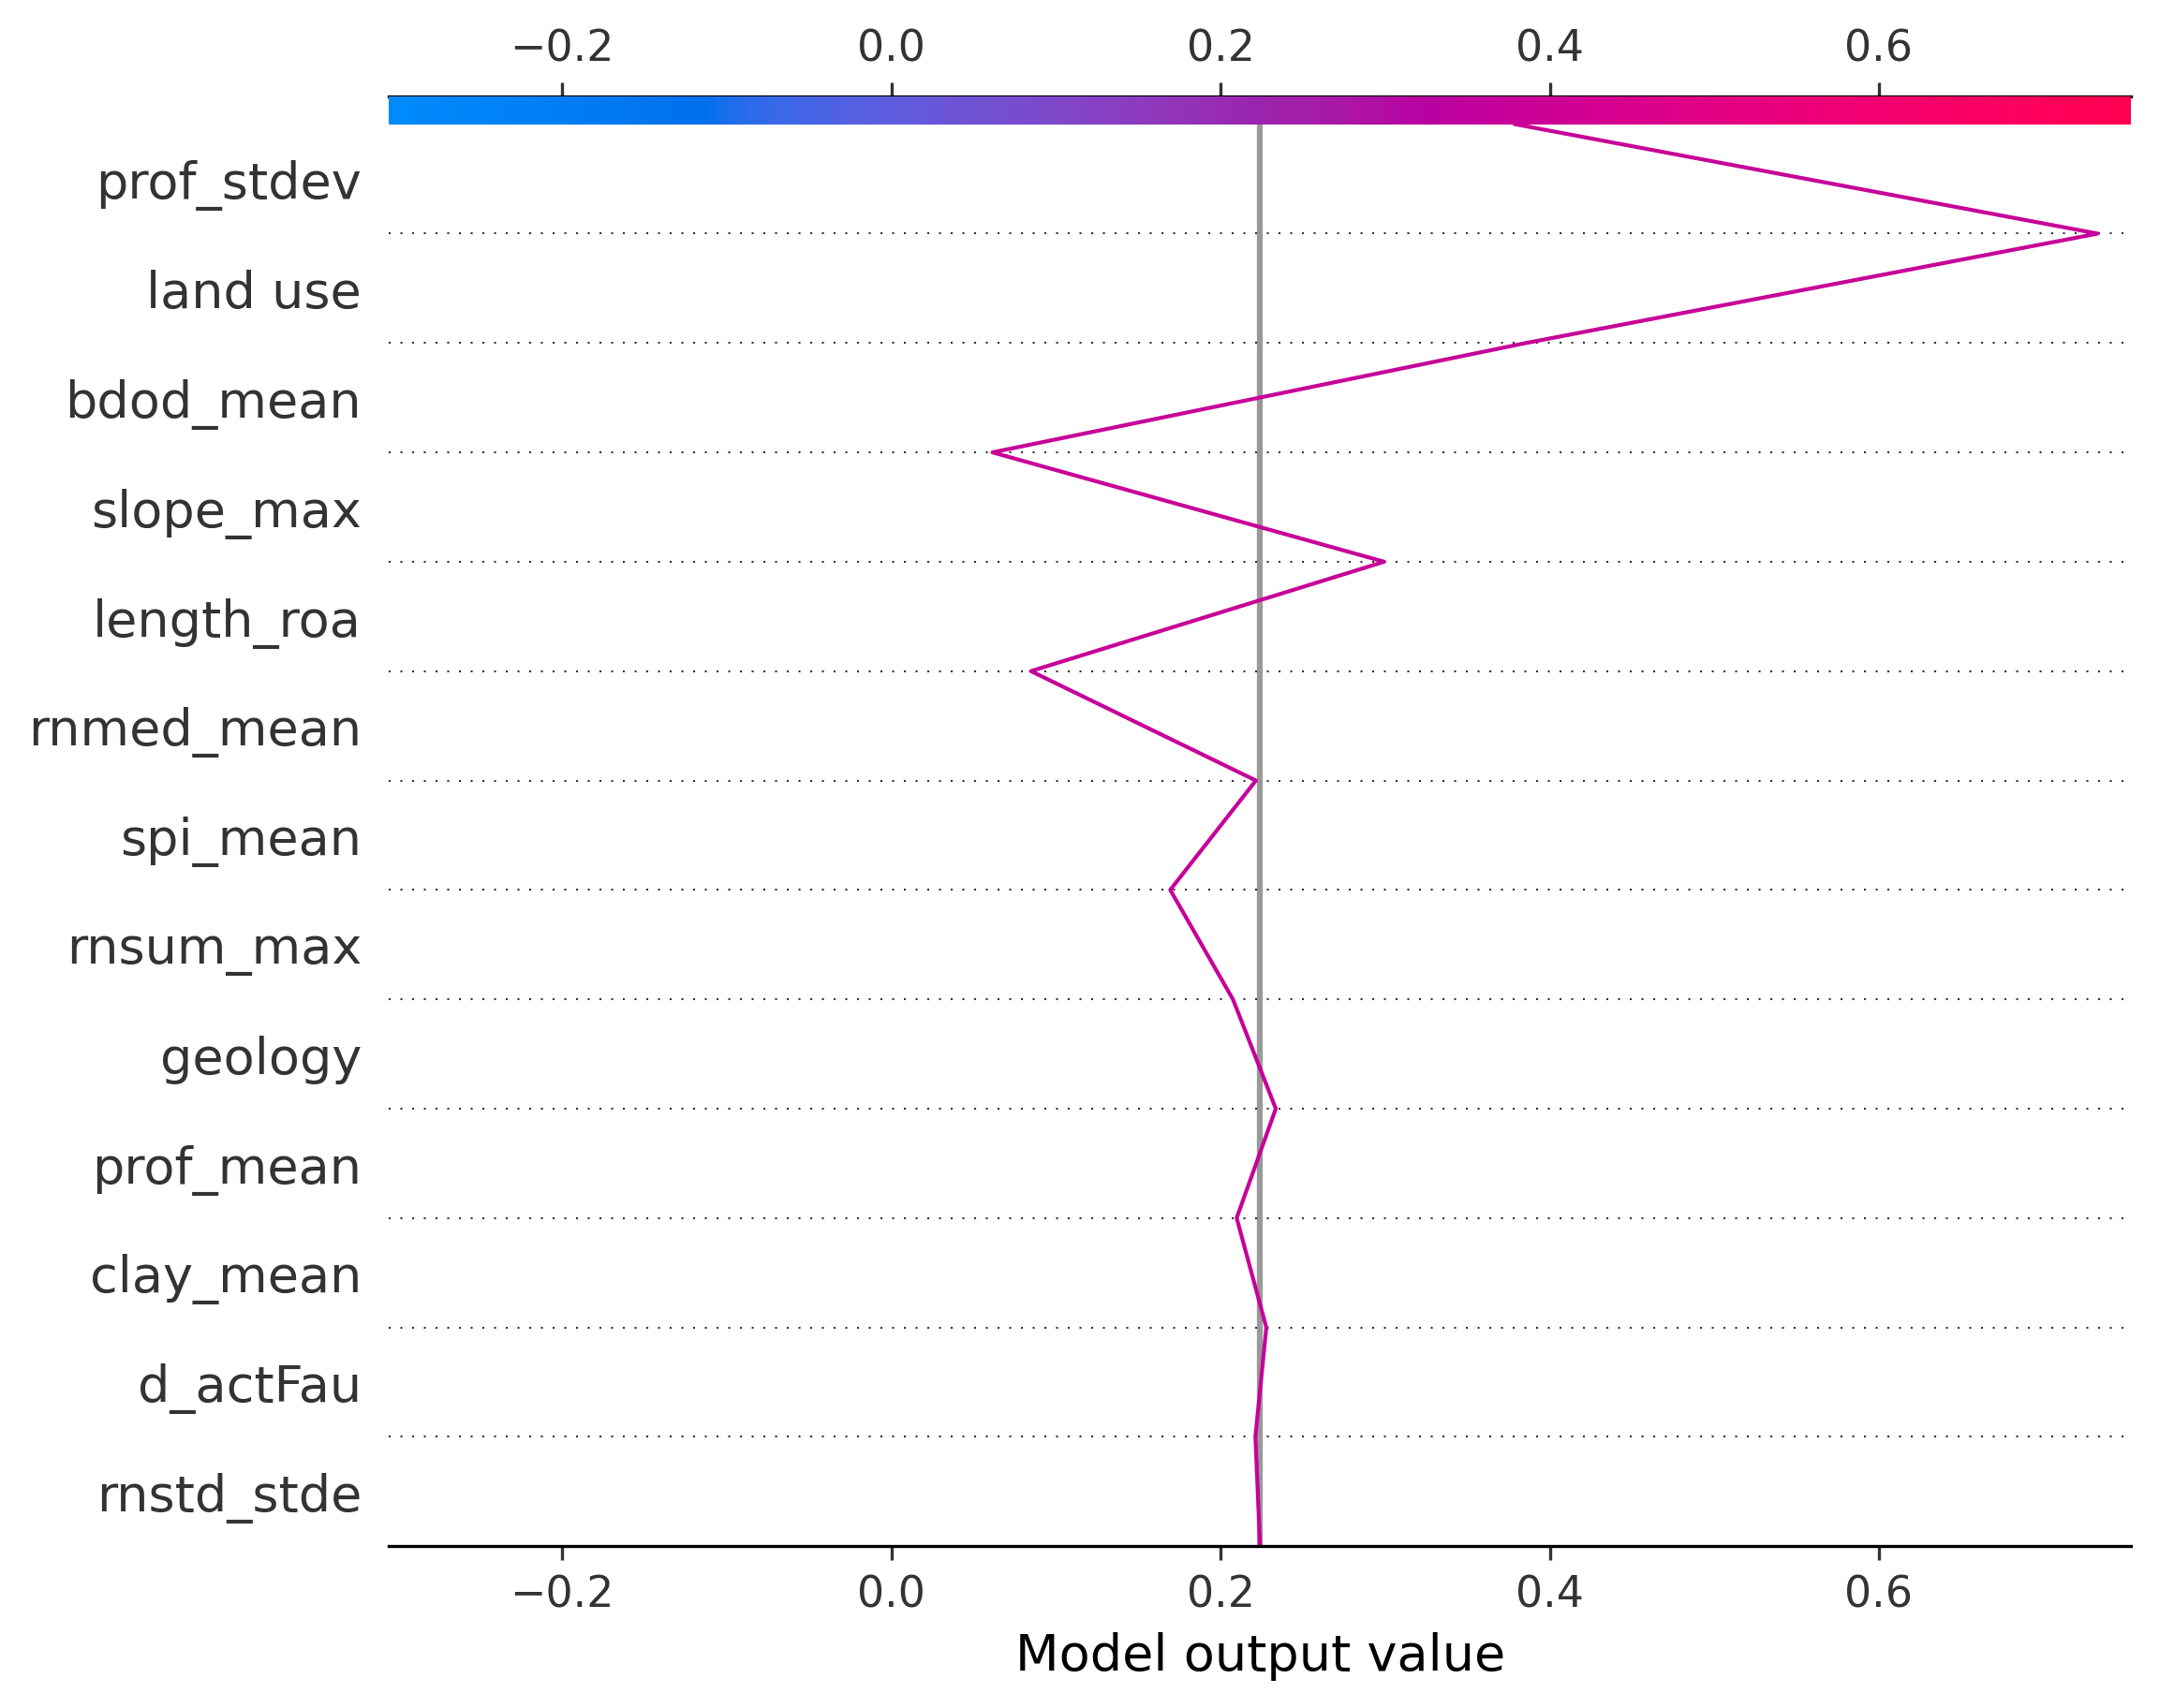 −0.2 0.0 0.2 0.4 0.6
prof_stdev
land use
bdod_mean
slope_max
length_roa
rnmed_mean
spi_mean
rnsum_max
geology
prof_mean
clay_mean
d_actFau
rnstd_stde
−0.2 0.0 0.2 0.4 0.6
Model output value